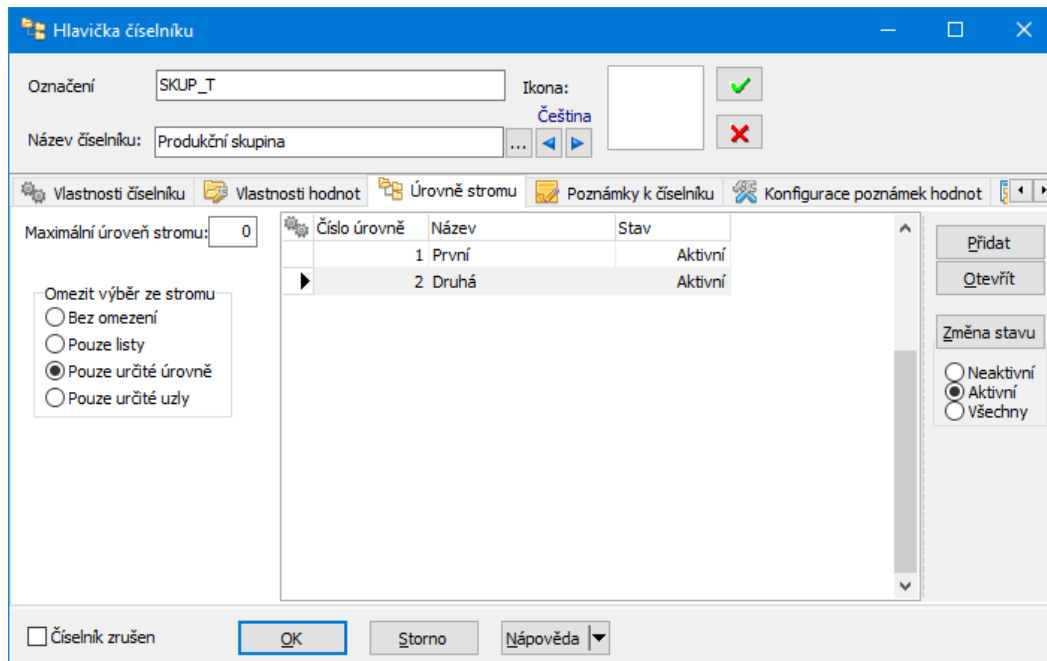 Hlavička číselníku
Označení SKUP_T Ikona:
Čeština
Název číselníku: Produkční skupina ...
Vlastnosti číselníku Vlastnosti hodnot Úrovně stromu Poznámky k číselníku Konfigurace poznámek hodnot
Maximální úroveň stromu: 0 Číslo úrovně Název Stav
1 První Aktivní
2 Druhá Aktivní
Omezit výběr ze stromu
Bez omezení
Pouze listy
Pouze určité úrovně
Pouze určité uzly
Přidat
Otevřít
Změna stavu
Neaktivní
Aktivní
Všechny
Číselník zrušen OK Storno Nápověda